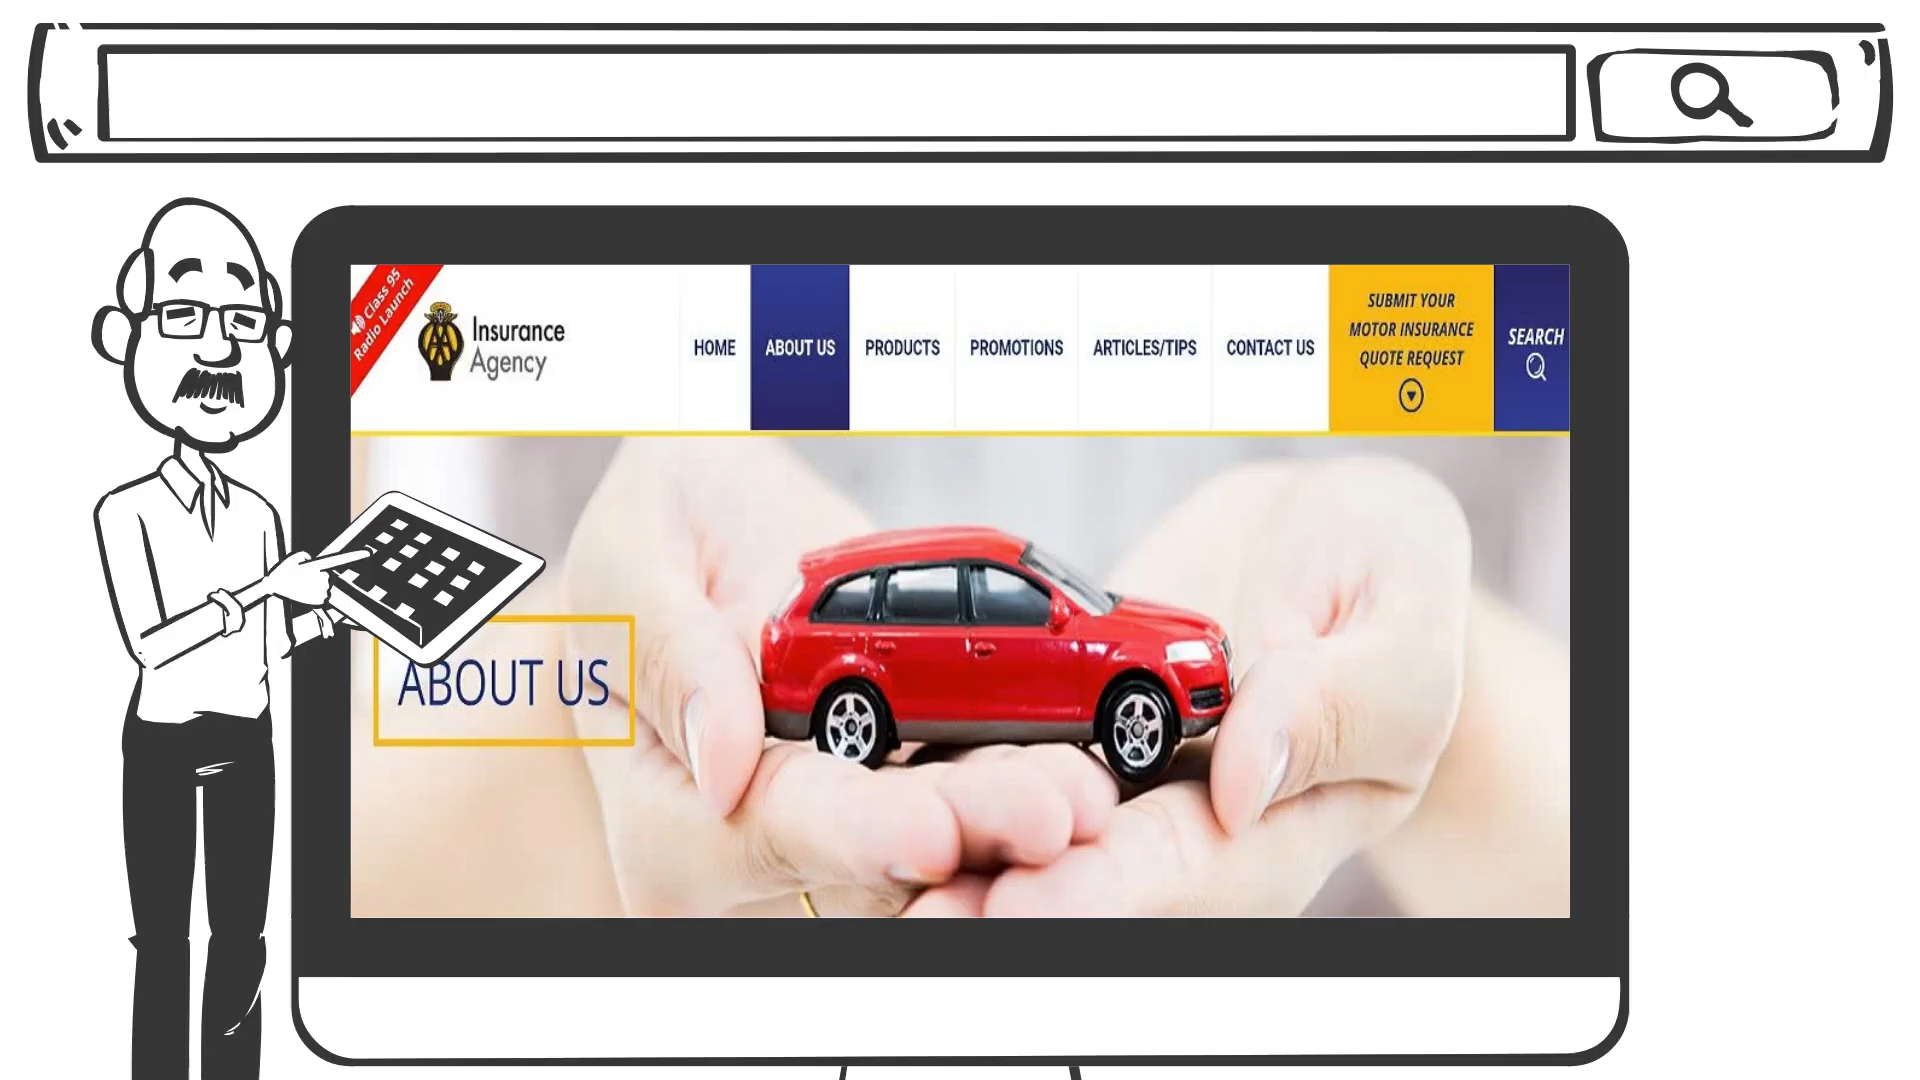 Class 95
Radio Launch
AA
Insurance
Agency
HOME
ABOUT US
PRODUCTS
PROMOTIONS
ARTICLES/TIPS
CONTACT US
SUBMIT YOUR
MOTOR INSURANCE
QUOTE REQUEST
SEARCH
ABOUT US